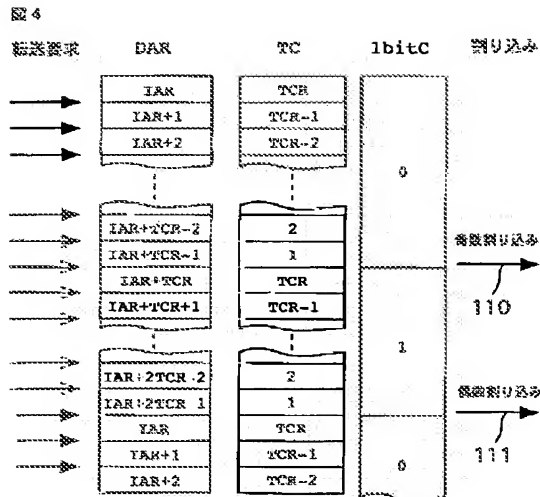 図4
転送要求 DAR TC 1bitC 割り込み
IAR TCR
IAR+1 TCR-1
IAR+2 TCR-2
0
IAR+TCR-2 2
IAR+TCR-1 1
IAR+TCR TCR
IAR+TCR+1 TCR-1
奇数割り込み
110
1
IAR+2TCR-2 2
IAR+2TCR-1 1
IAR TCR
IAR+1 TCR-1
IAR+2 TCR-2
偶数割り込み
111
0